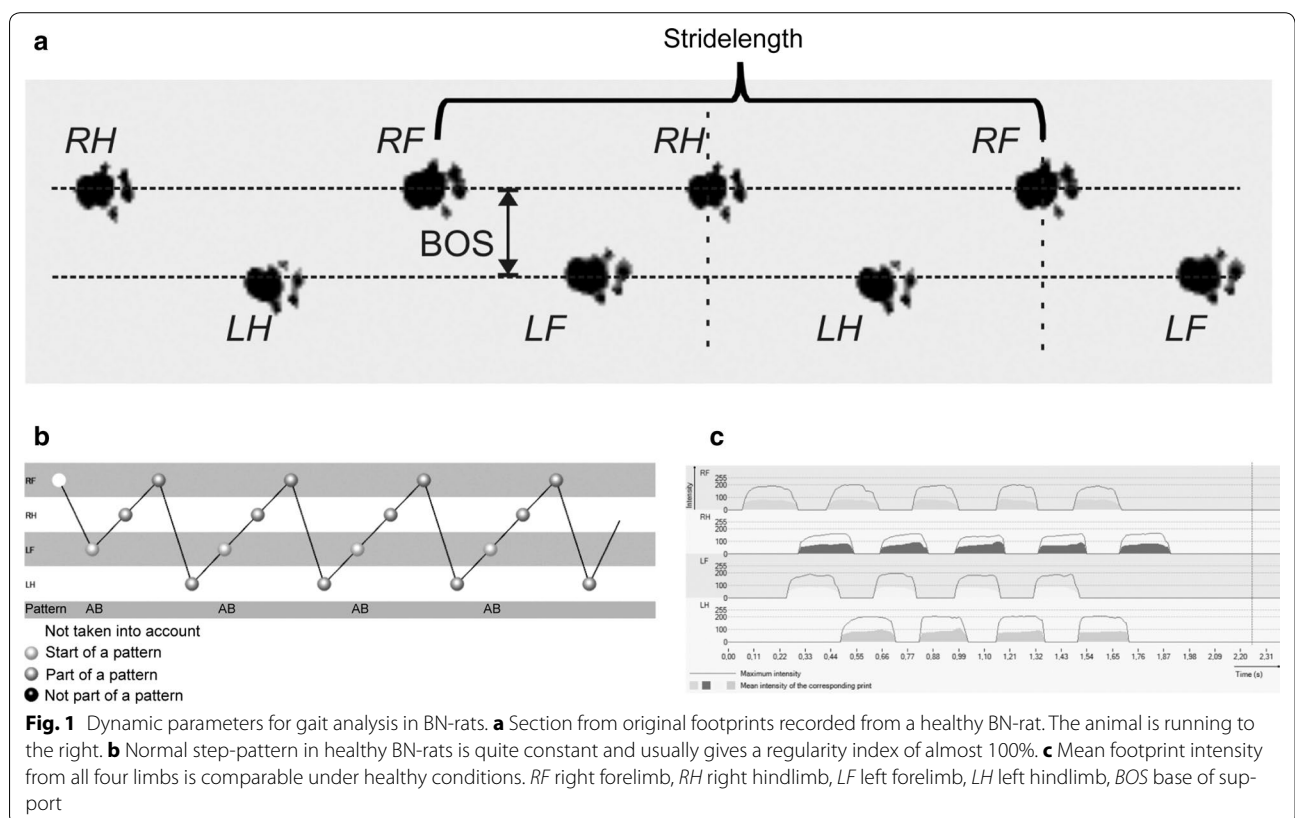 a
Stridelength
RH RF RH RF
BOS
LH LF LH LF
b
RF
RH
LF
LH
Pattern AB AB AB AB
Not taken into account
Start of a pattern
Part of a pattern
Not part of a pattern
c
Intensity
RF
255
200
100
0
RH
255
200
100
0
LF
255
200
100
0
LH
255
200
100
0
0,00 0,11 0,22 0,33 0,44 0,55 0,66 0,77 0,88 0,99 1,10 1,21 1,32 1,43 1,54 1,65 1,76 1,87 1,98 2,09 2,20 2,31
Maximum intensity
Time (s)
Mean intensity of the corresponding print
Fig. 1 Dynamic parameters for gait analysis in BN-rats. a Section from original footprints recorded from a healthy BN-rat. The animal is running to
the right. b Normal step-pattern in healthy BN-rats is quite constant and usually gives a regularity index of almost 100%. c Mean footprint intensity
from all four limbs is comparable under healthy conditions. RF right forelimb, RH right hindlimb, LF left forelimb, LH left hindlimb, BOS base of sup-
port